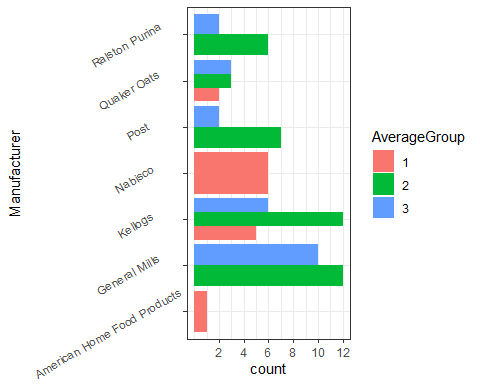 Manufacturer
Ralston Purina
Quaker Oats
Post
Nabisco
Kellogs
General Mills
American Home Food Products
2 4 6 8 10 12
count
AverageGroup
1
2
3